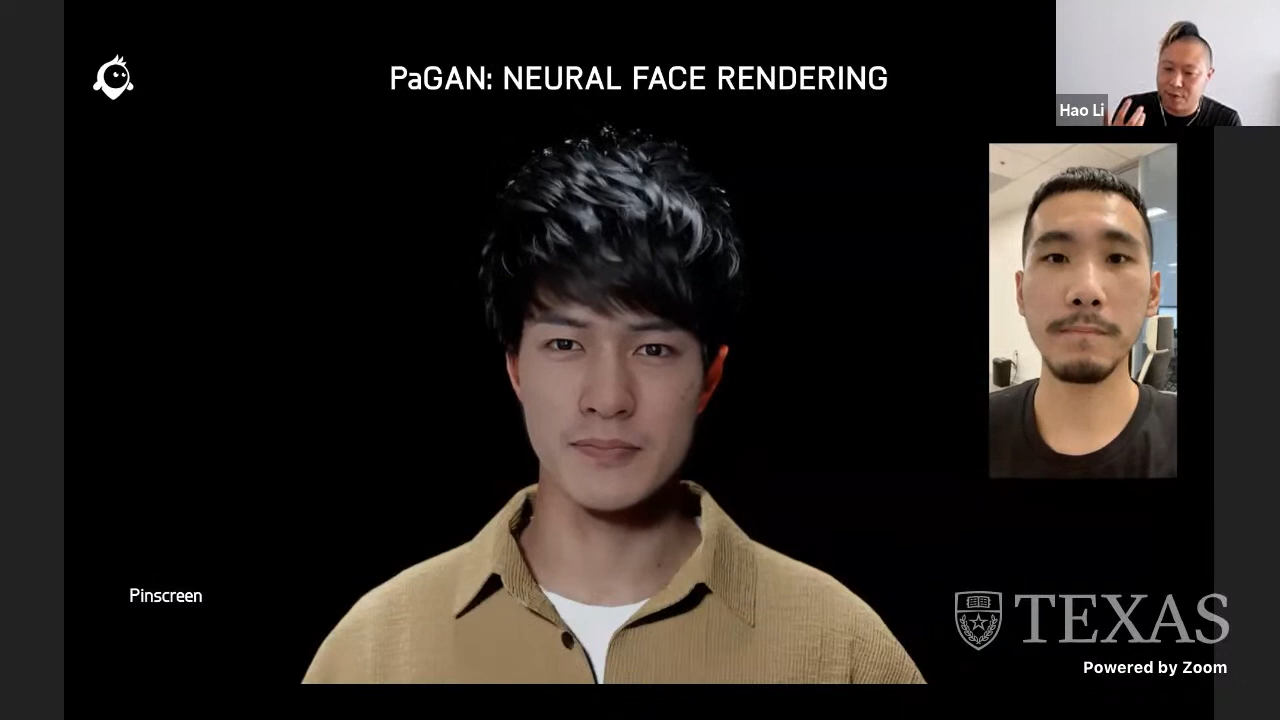 PaGAN: NEURAL FACE RENDERING
Hao Li
Pinscreen
TEXAS
Powered by Zoom